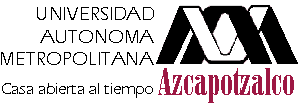 UNIVERSIDAD
AUTONOMA
METROPOLITANA
Casa abierta al tiempo Azcapotzalco